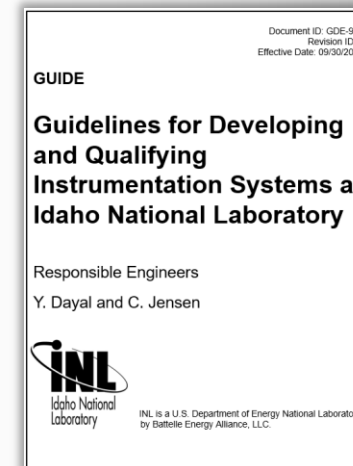 Document ID: GDE-9
Revision ID
Effective Date: 09/30/20
GUIDE
Guidelines for Developing
and Qualifying
Instrumentation Systems a
Idaho National Laboratory
Responsible Engineers
Y. Dayal and C. Jensen
INL
Idaho National
Laboratory
INL is a U.S. Department of Energy National Laborato
by Battelle Energy Alliance, LLC.